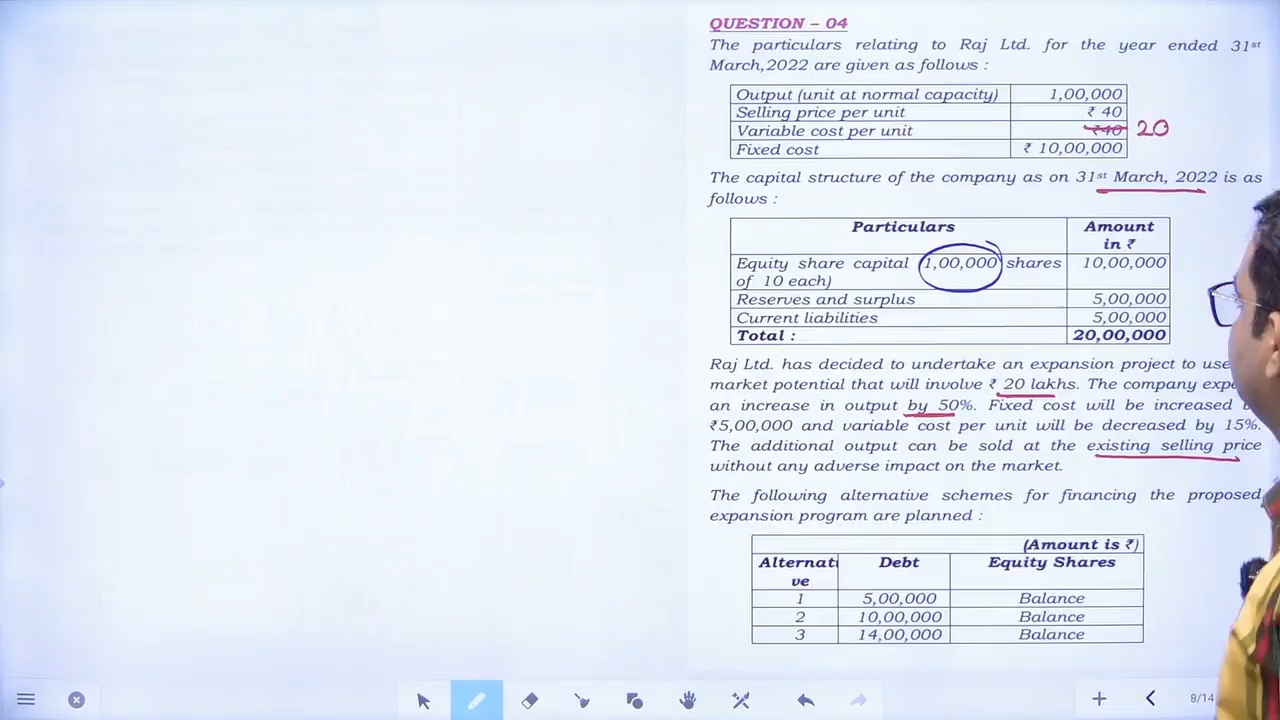 QUESTION – 04
The particulars relating to Raj Ltd. for the year ended 31st
March,2022 are given as follows :
Output (unit at normal capacity) 1,00,000
Selling price per unit ₹ 40
Variable cost per unit ₹40 20
Fixed cost ₹ 10,00,000
The capital structure of the company as on 31st March, 2022 is as
follows :
Particulars Amount
in ₹
Equity share capital (1,00,000 shares 10,00,000
of 10 each)
Reserves and surplus 5,00,000
Current liabilities 5,00,000
Total : 20,00,000
Raj Ltd. has decided to undertake an expansion project to use
market potential that will involve ₹ 20 lakhs. The company
an increase in output by 50%. Fixed cost will be increased
₹5,00,000 and variable cost per unit will be decreased by 15%.
The additional output can be sold at the existing selling price
without any adverse impact on the market.
The following alternative schemes for financing the proposed
expansion program are planned :
(Amount is ₹)
Alternati Debt Equity Shares
ve
1 5,00,000 Balance
2 10,00,000 Balance
3 14,00,000 Balance
8/14